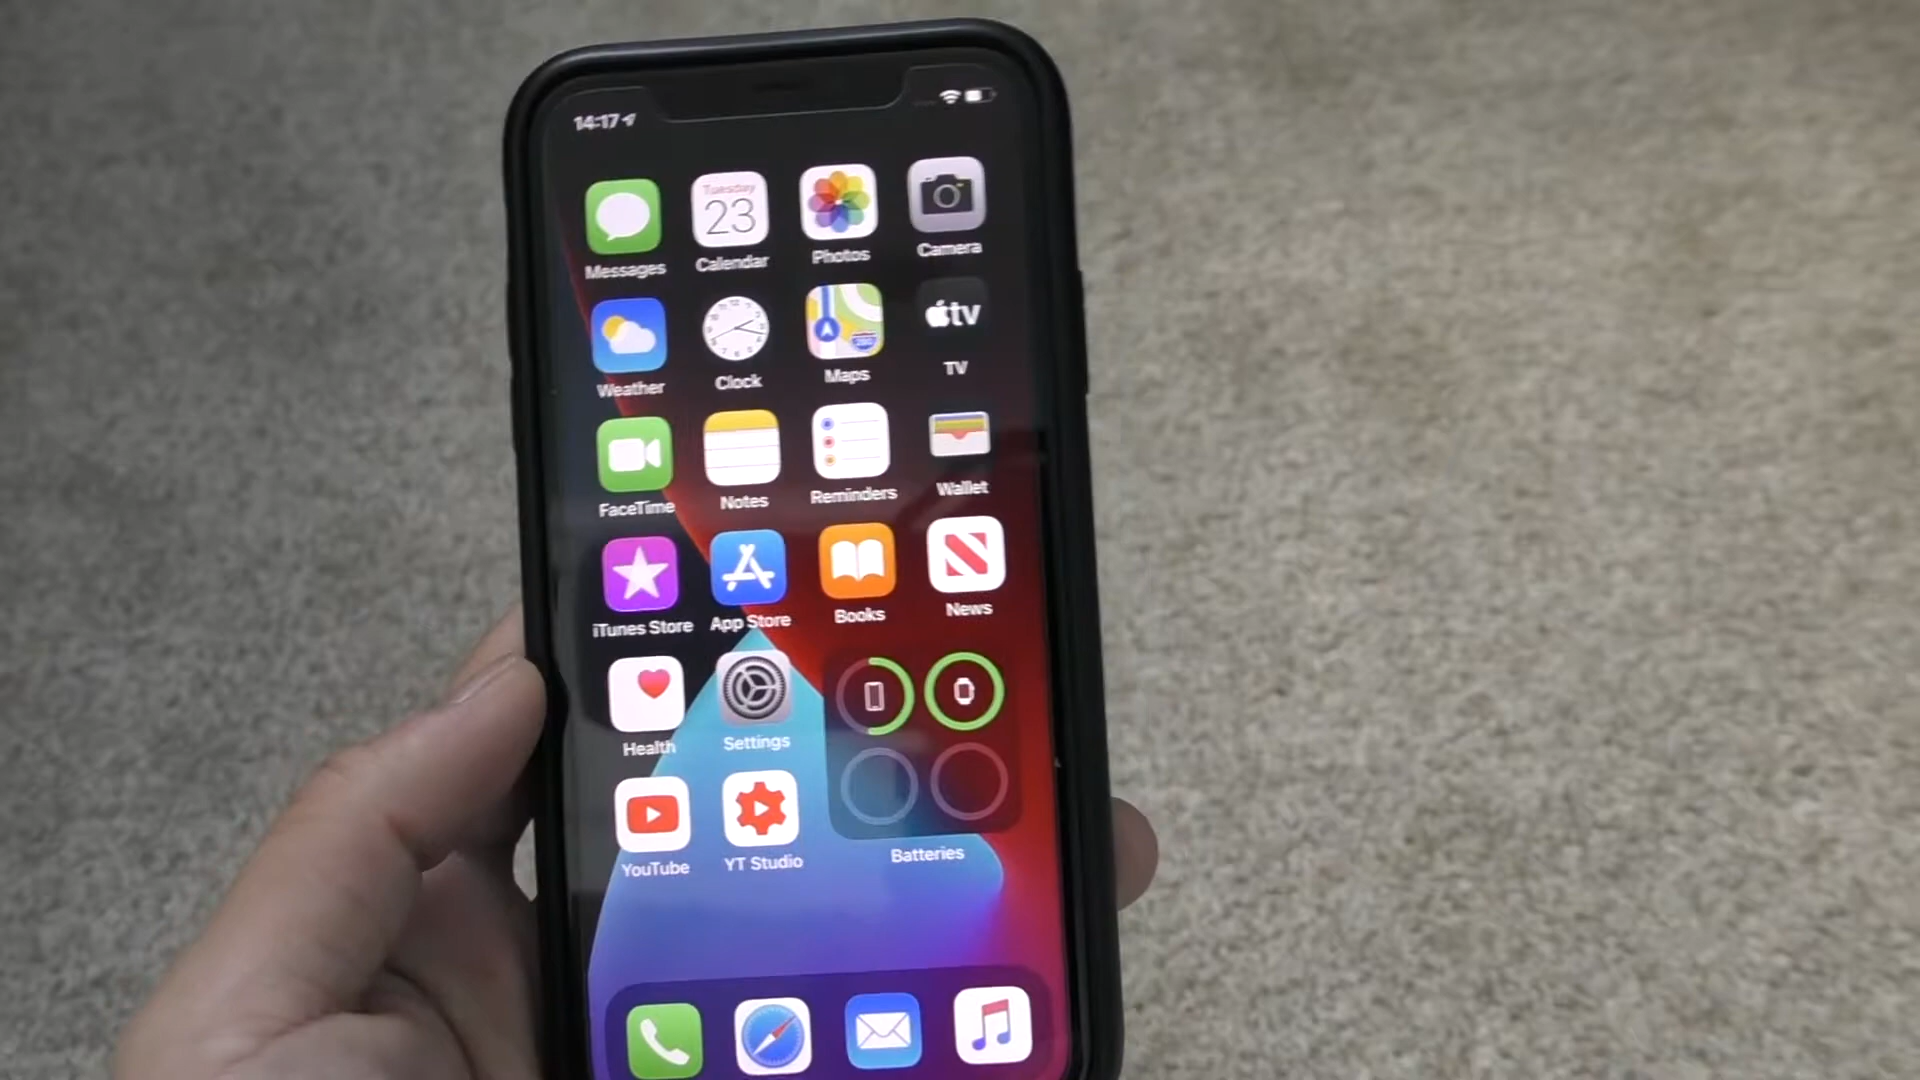 14:17
Tuesday
23
Messages Calendar Photos Camera
tv
Weather Clock Maps TV
FaceTime Notes Reminders Wallet
iTunes Store App Store Books News
Health Settings
YouTube YT Studio Batteries